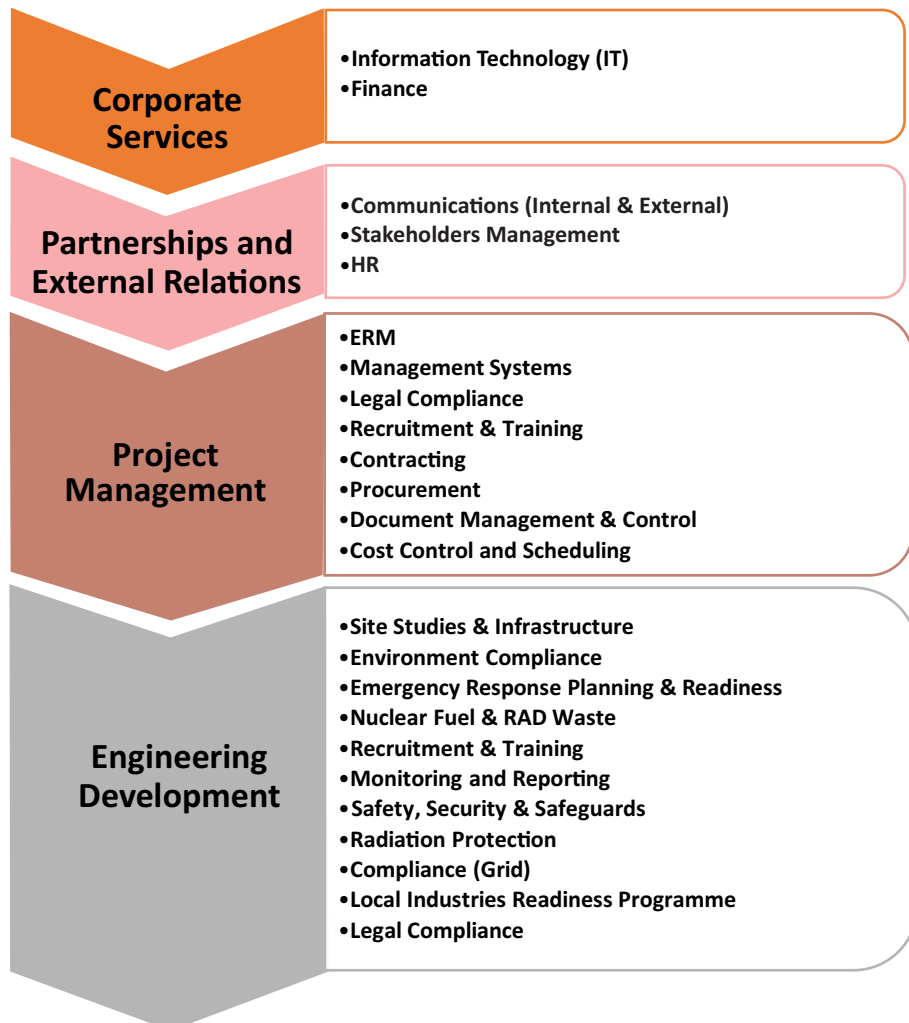 Corporate
Services
•Information Technology (IT)
•Finance
Partnerships and
External Relations
•Communications (Internal & External)
•Stakeholders Management
•HR
Project
Management
•ERM
•Management Systems
•Legal Compliance
•Recruitment & Training
•Contracting
•Procurement
•Document Management & Control
•Cost Control and Scheduling
Engineering
Development
•Site Studies & Infrastructure
•Environment Compliance
•Emergency Response Planning & Readiness
•Nuclear Fuel & RAD Waste
•Recruitment & Training
•Monitoring and Reporting
•Safety, Security & Safeguards
•Radiation Protection
•Compliance (Grid)
•Local Industries Readiness Programme
•Legal Compliance